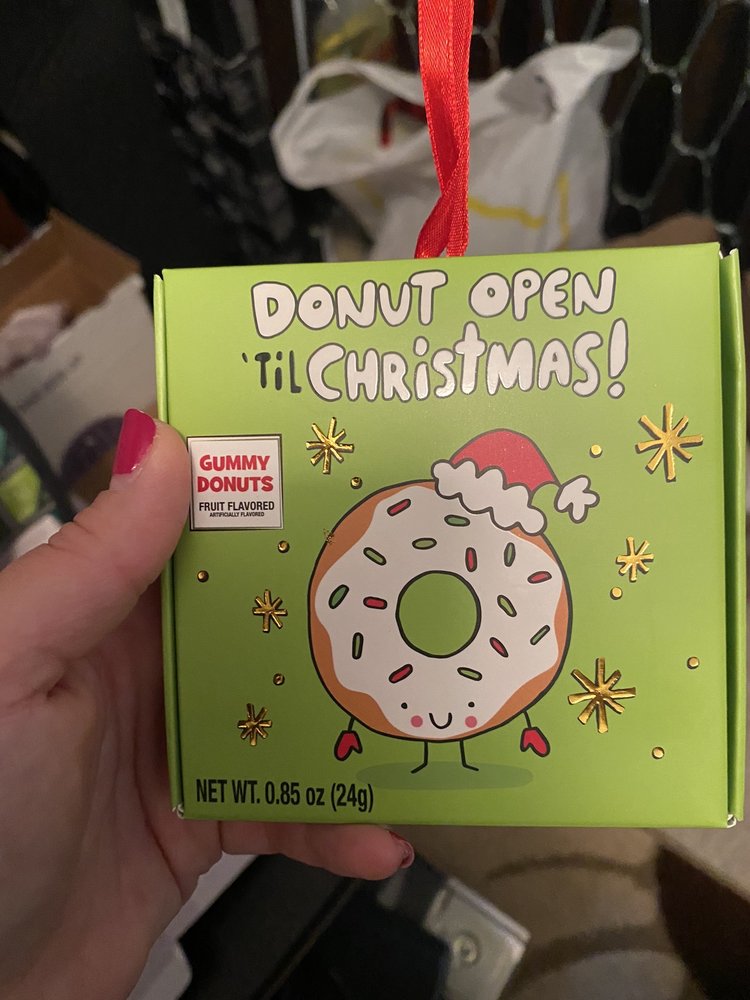 DONUT OPEN
'TiL CHRiSTMAS!
GUMMY
DONUTS
FRUIT FLAVORED
ARTIFICIALLY FLAVORED
NET WT. 0.85 oz (24g)